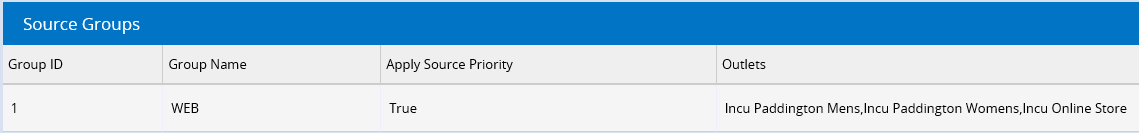 Source Groups
Group ID Group Name Apply Source Priority Outlets
1 WEB True Incu Paddington Mens,Incu Paddington Womens,Incu Online Store